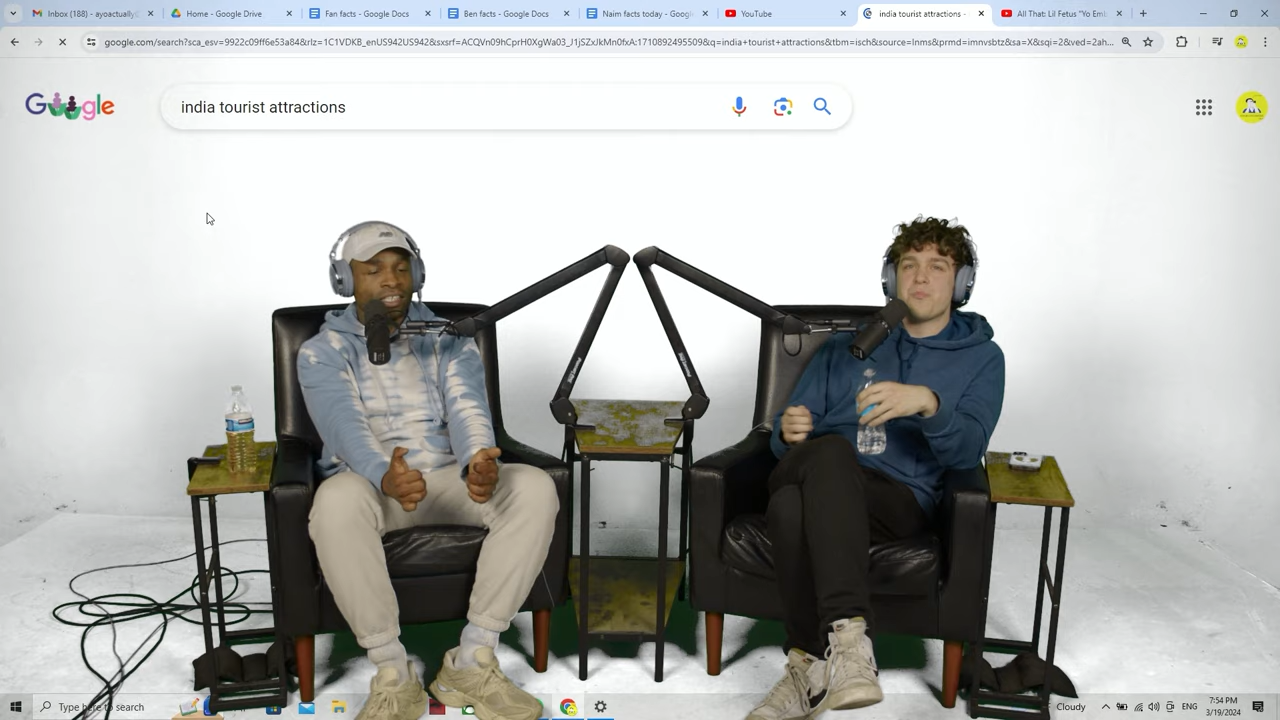 Inbox (188) - ayoactually@
Home - Google Drive
Fan facts - Google Docs
Ben facts - Google Docs
Naim facts today - Googl
YouTube
india tourist attractions -
All That: Lil Fetus "Yo Emb
google.com/search?sca_esv=9922c09ff6e53a84&rlz=1C1VDKB_enUS942US942&sxsrf=ACQVn09hCprH0XgWa03_J1jSZxJkMn0fxA:1710892495509&q=india+tourist+attractions&tbm=isch&source=lnms&prmd=imnvsbtz&sa=X&sqi=2&ved=2ah...
Google
india tourist attractions
Type here to search
Cloudy
ENG
7:54 PM
3/19/2024